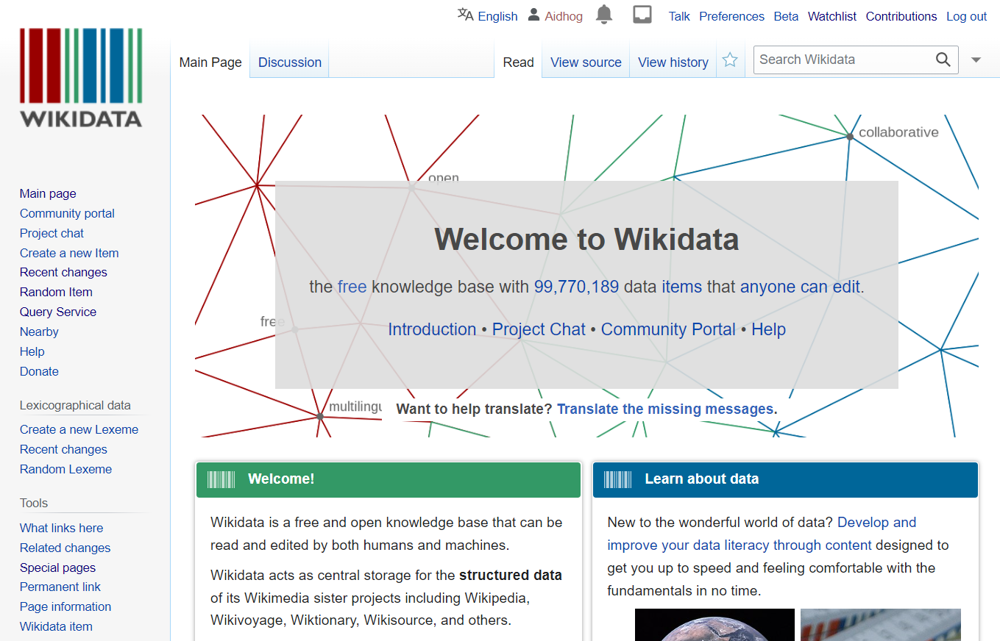 English Aidhog Talk Preferences Beta Watchlist Contributions Log out
WIKIDATA
Main Page Discussion Read View source View history Search Wikidata
Main page
Community portal
Project chat
Create a new Item
Recent changes
Random Item
Query Service
Nearby
Help
Donate
Lexicographical data
Create a new Lexeme
Recent changes
Random Lexeme
Tools
What links here
Related changes
Special pages
Permanent link
Page information
Wikidata item
collaborative
open
Welcome to Wikidata
the free knowledge base with 99,770,189 data items that anyone can edit.
free
Introduction • Project Chat • Community Portal • Help
multilingu
Want to help translate? Translate the missing messages.
Welcome!
Wikidata is a free and open knowledge base that can be
read and edited by both humans and machines.
Wikidata acts as central storage for the structured data
of its Wikimedia sister projects including Wikipedia,
Wikivoyage, Wiktionary, Wikisource, and others.
Learn about data
New to the wonderful world of data? Develop and
improve your data literacy through content designed to
get you up to speed and feeling comfortable with the
fundamentals in no time.